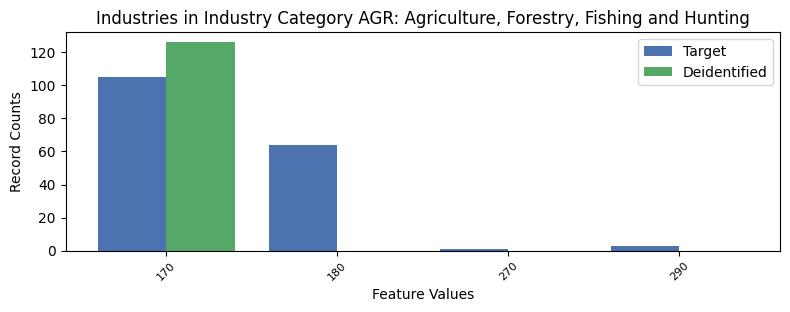 Industries in Industry Category AGR: Agriculture, Forestry, Fishing and Hunting
Target
Deidentified
Record Counts
120
100
80
60
40
20
0
170
180
270
290
Feature Values